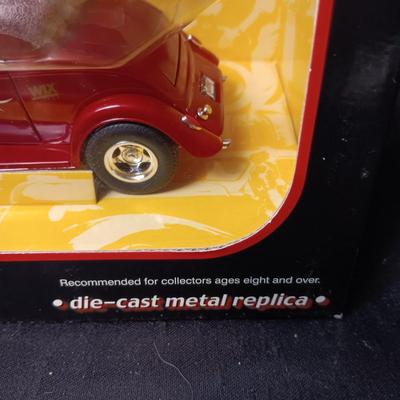 WIX
Recommended for collectors ages eight and over.
• die-cast metal replica •